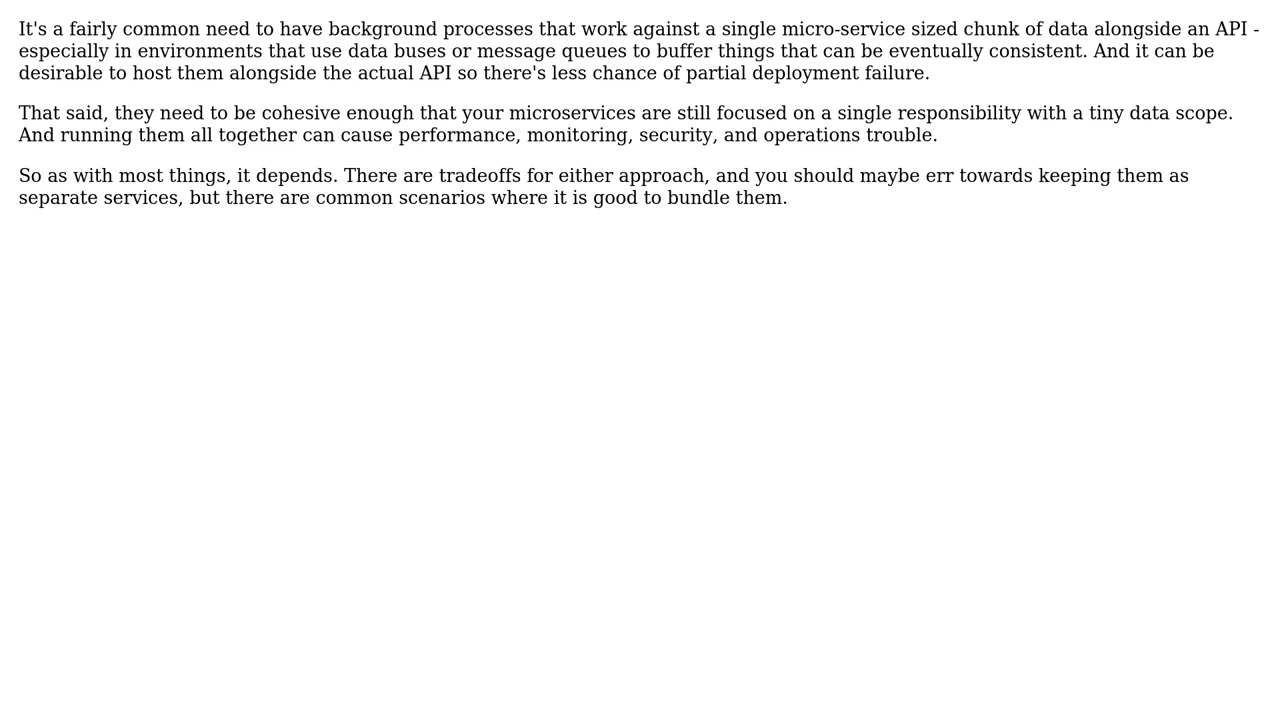 It's a fairly common need to have background processes that work against a single micro-service sized chunk of data alongside an API -
especially in environments that use data buses or message queues to buffer things that can be eventually consistent. And it can be
desirable to host them alongside the actual API so there's less chance of partial deployment failure.
That said, they need to be cohesive enough that your microservices are still focused on a single responsibility with a tiny data scope.
And running them all together can cause performance, monitoring, security, and operations trouble.
So as with most things, it depends. There are tradeoffs for either approach, and you should maybe err towards keeping them as
separate services, but there are common scenarios where it is good to bundle them.